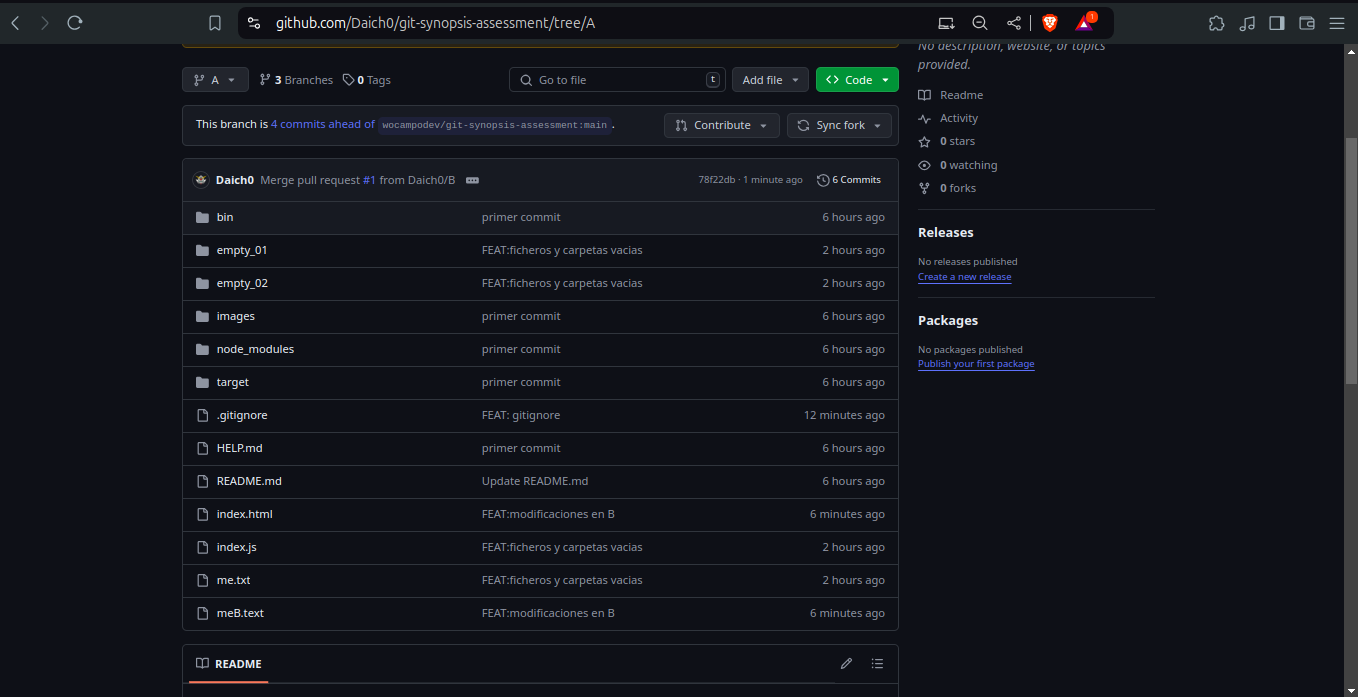 github.com/Daich0/git-synopsis-assessment/tree/A
1
No description, website, or topics
provided.
A
3 Branches
0 Tags
Go to file
t
Add file
Code
Readme
Activity
0 stars
0 watching
0 forks
This branch is 4 commits ahead of wocampodev/git-synopsis-assessment:main.
Contribute
Sync fork
Daich0 Merge pull request #1 from Daich0/B
78f22db · 1 minute ago
6 Commits
bin primer commit 6 hours ago
empty_01 FEAT:ficheros y carpetas vacias 2 hours ago
empty_02 FEAT:ficheros y carpetas vacias 2 hours ago
images primer commit 6 hours ago
node_modules primer commit 6 hours ago
target primer commit 6 hours ago
.gitignore FEAT: gitignore 12 minutes ago
HELP.md primer commit 6 hours ago
README.md Update README.md 6 hours ago
index.html FEAT:modificaciones en B 6 minutes ago
index.js FEAT:ficheros y carpetas vacias 2 hours ago
me.txt FEAT:ficheros y carpetas vacias 2 hours ago
meB.text FEAT:modificaciones en B 6 minutes ago
Releases
No releases published
Create a new release
Packages
No packages published
Publish your first package
README